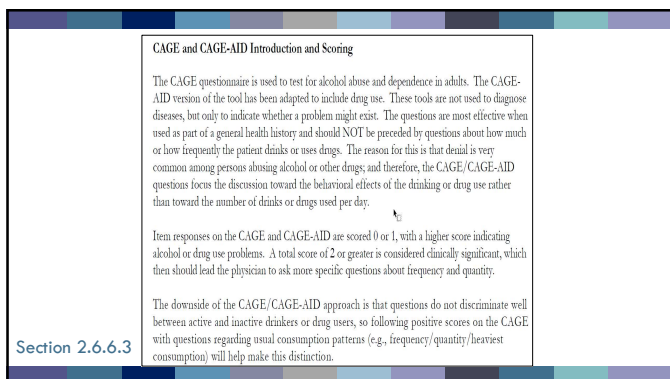 CAGE and CAGE-AID Introduction and Scoring
The CAGE questionnaire is used to test for alcohol abuse and dependence in adults. The CAGE-
AID version of the tool has been adapted to include drug use. These tools are not used to diagnose
diseases, but only to indicate whether a problem might exist. The questions are most effective when
used as part of a general health history and should NOT be preceded by questions about how much
or how frequently the patient drinks or uses drugs. The reason for this is that denial is very
common among persons abusing alcohol or other drugs; and therefore, the CAGE/CAGE-AID
questions focus the discussion toward the behavioral effects of the drinking or drug use rather
than toward the number of drinks or drugs used per day.
Item responses on the CAGE and CAGE-AID are scored 0 or 1, with a higher score indicating
alcohol or drug use problems. A total score of 2 or greater is considered clinically significant, which
then should lead the physician to ask more specific questions about frequency and quantity.
The downside of the CAGE/CAGE-AID approach is that questions do not discriminate well
between active and inactive drinkers or drug users, so following positive scores on the CAGE
with questions regarding usual consumption patterns (e.g., frequency/quantity/heaviest
consumption) will help make this distinction.
Section 2.6.6.3